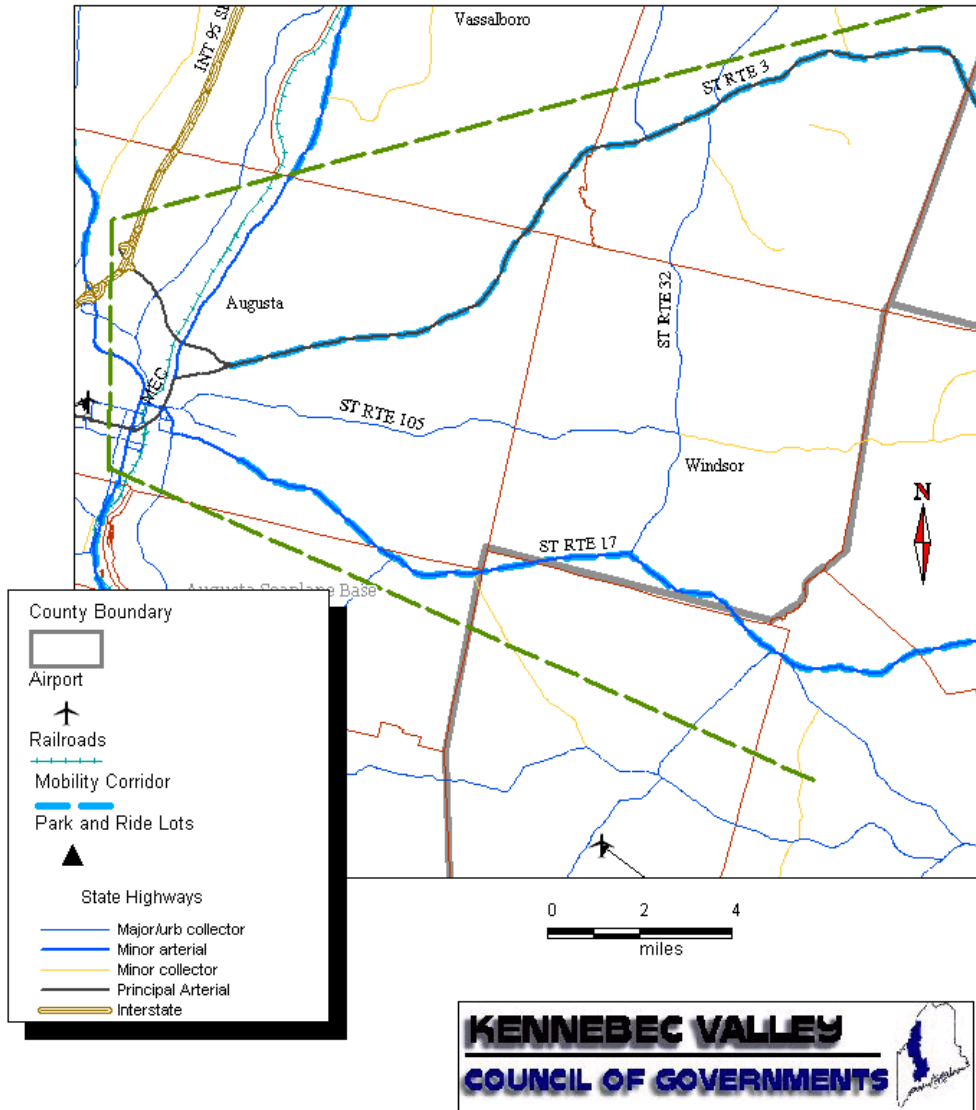 Vassalboro
INT 95
ST RTE 3
Augusta
ST RTE 32
MEC
ST RTE 105
Windsor
N
ST RTE 17
Augusta Seaplane Base
County Boundary
Airport
Railroads
Mobility Corridor
Park and Ride Lots
State Highways
Major/urb collector
Minor arterial
Minor collector
Principal Arterial
Interstate
0 2 4
miles
KENNEBEC VALLEY
COUNCIL OF GOVERNMENTS